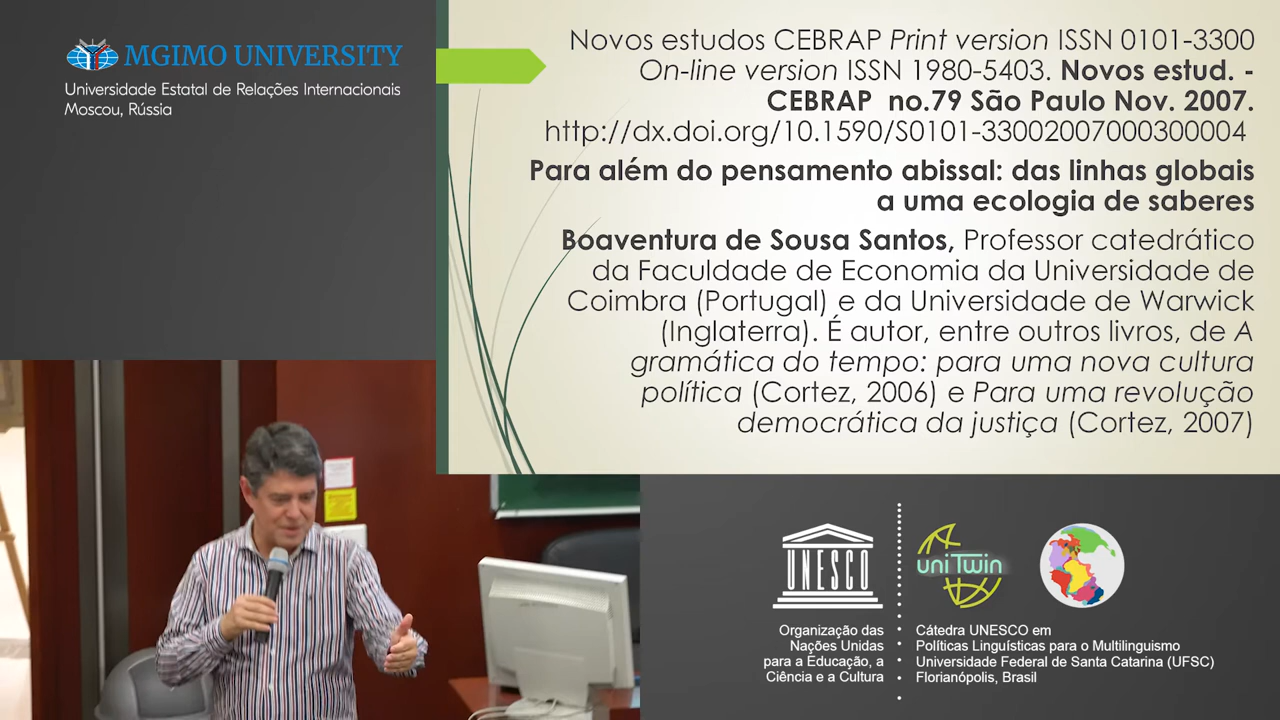 MGIMO UNIVERSITY
Universidade Estatal de Relações Internacionais
Moscou, Rússia
Novos estudos CEBRAP Print version ISSN 0101-3300
On-line version ISSN 1980-5403. Novos estud. -
CEBRAP no.79 São Paulo Nov. 2007.
http://dx.doi.org/10.1590/S0101-33002007000300004
Para além do pensamento abissal: das linhas globais
a uma ecologia de saberes
Boaventura de Sousa Santos, Professor catedrático
da Faculdade de Economia da Universidade de
Coimbra (Portugal) e da Universidade de Warwick
(Inglaterra). É autor, entre outros livros, de A
gramática do tempo: para uma nova cultura
política (Cortez, 2006) e Para uma revolução
democrática da justiça (Cortez, 2007)
UNESCO
Organização das
Nações Unidas
para a Educação, a
Ciência e a Cultura
uniTwin
Cátedra UNESCO em
Políticas Linguísticas para o Multilinguismo
Universidade Federal de Santa Catarina (UFSC)
Florianópolis, Brasil